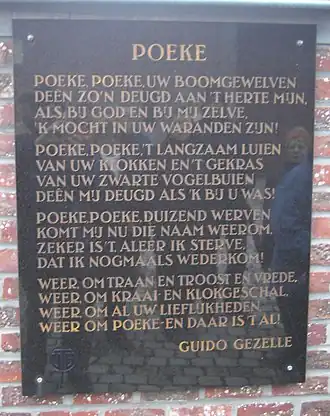 POEKE
POEKE, POEKE, UW BOOMGEWELVEN
DEEN ZO'N DEUGD AAN 'T HERTE MIJN,
ALS, BIJ GOD EN BIJ MIJ ZELVE,
'K MOCHT IN UW WARANDEN ZIJN!
POEKE, POEKE, 'T LANGZAAM LUIEN
VAN UW KLOKKEN EN 'T GEKRAS
VAN UW ZWARTE VOGELBUIEN
DEEN MIJ DEUGD ALS 'K BIJ U WAS!
POEKE, POEKE, DUIZEND WERVEN
KOMT MIJ NU DIE NAAM WEEROM,
ZEKER IS 'T, ALEER IK STERVE,
DAT IK NOGMAALS WEDERKOM!
WEER OM TRAAN EN TROOST EN VREDE,
WEER OM KRAAI- EN KLOKGESCHAL,
WEER OM AL UW LIEFLIJKHEDEN
WEER OM POEKE - EN DAAR IS 'T AL!
GUIDO GEZELLE